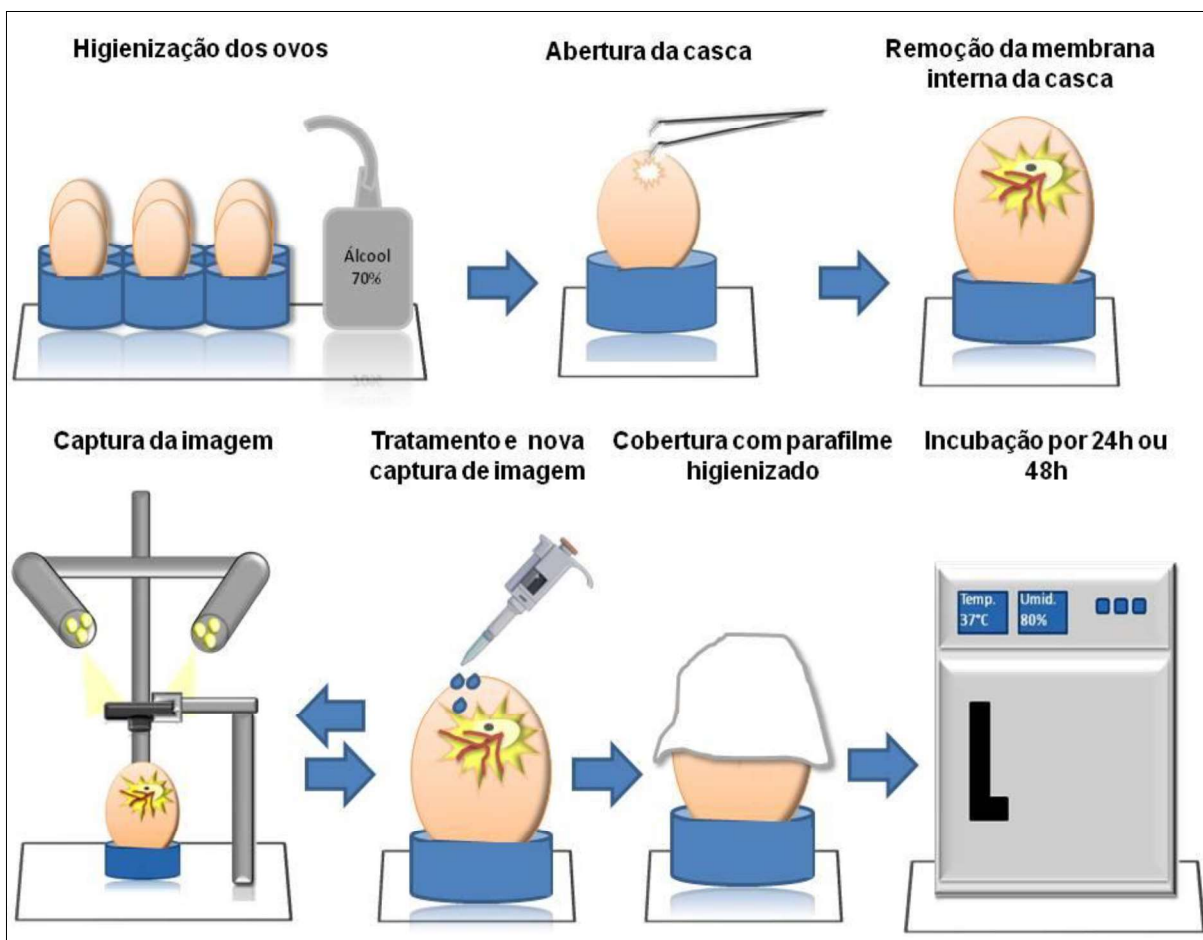 Higienização dos ovos
Abertura da casca
Remoção da membrana
interna da casca
Álcool
70%
Captura da imagem
Tratamento e nova
captura de imagem
Cobertura com parafilme
higienizado
Incubação por 24h ou
48h
Temp.
37°C
Umid.
80%